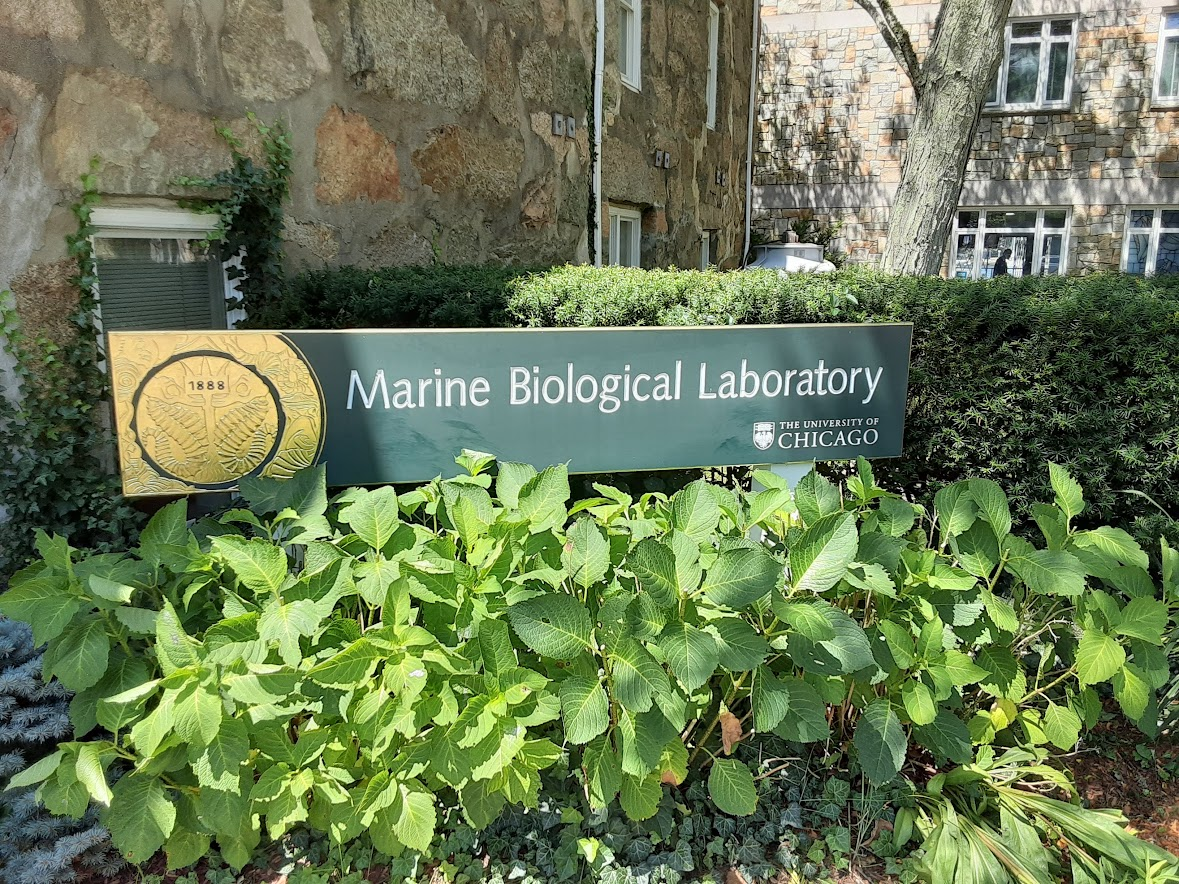 1888
Marine Biological Laboratory
THE UNIVERSITY OF
CHICAGO